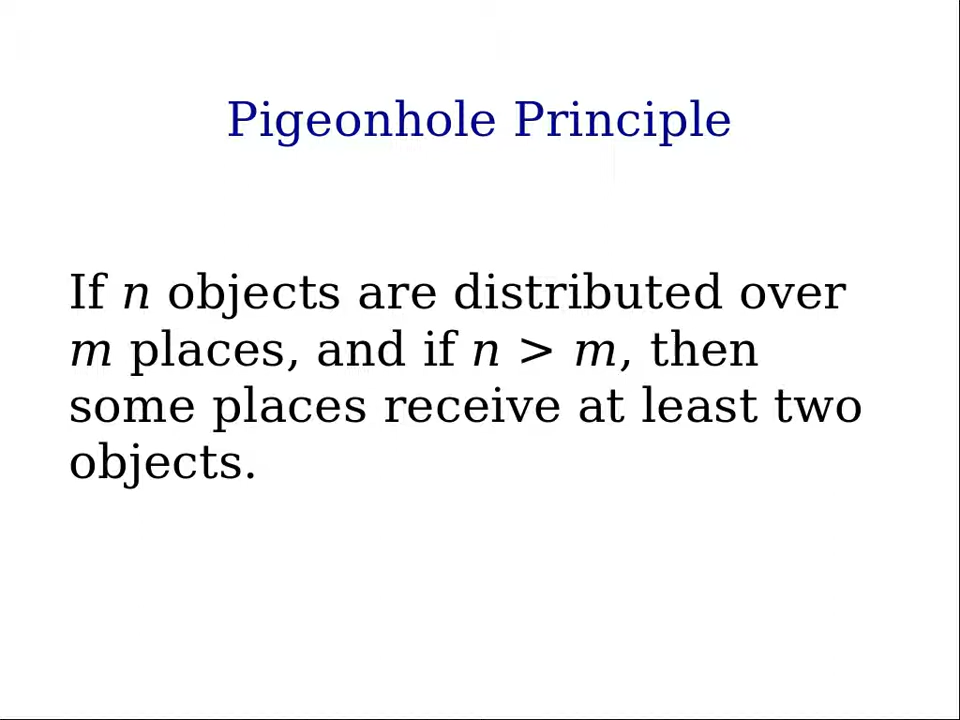 Pigeonhole Principle
If n objects are distributed over
m places, and if n > m, then
some places receive at least two
objects.